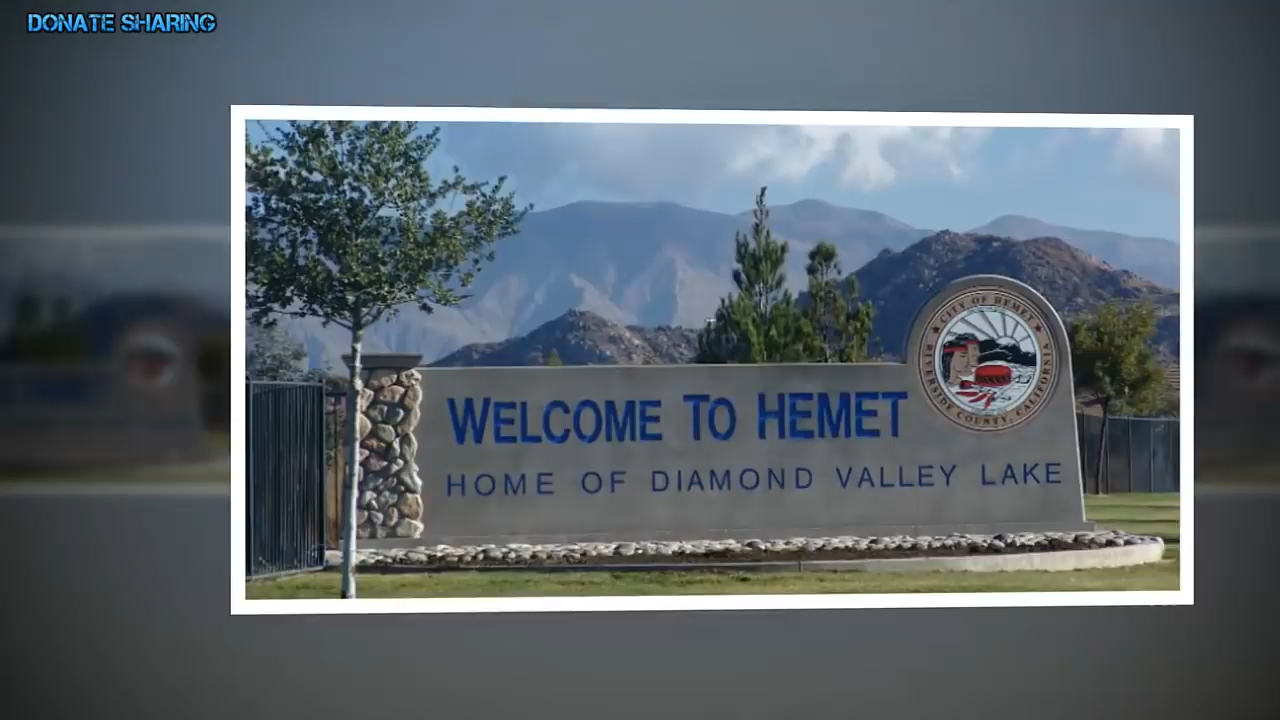 DONATE SHARING
CITY OF HEMET
WELCOME TO HEMET
HOME OF DIAMOND VALLEY LAKE
RIVERSIDE COUNTY, CALIFORNIA